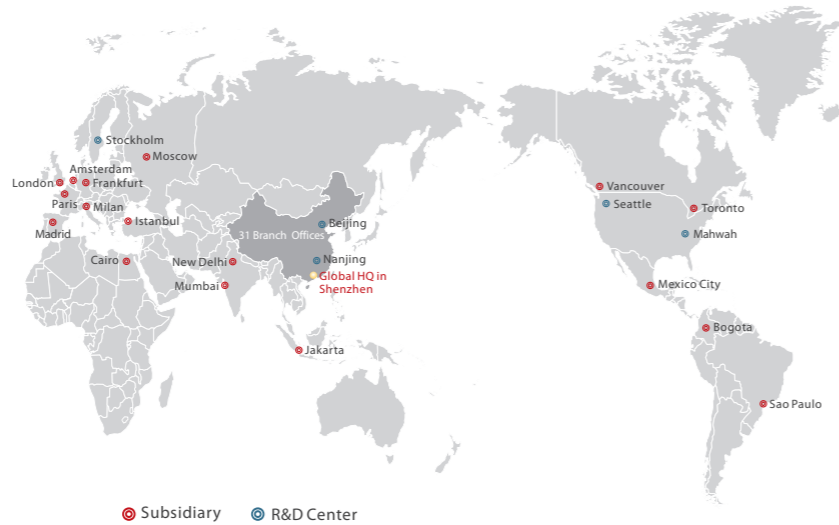 Stockholm
Moscow
Amsterdam
London
Frankfurt
Paris
Milan
Istanbul
Madrid
Cairo
New Delhi
Mumbai
31 Branch Offices
Beijing
Nanjing
Global HQ in
Shenzhen
Jakarta
Vancouver
Seattle
Toronto
Mahwah
Mexico City
Bogota
Sao Paulo
Subsidiary
R&D Center